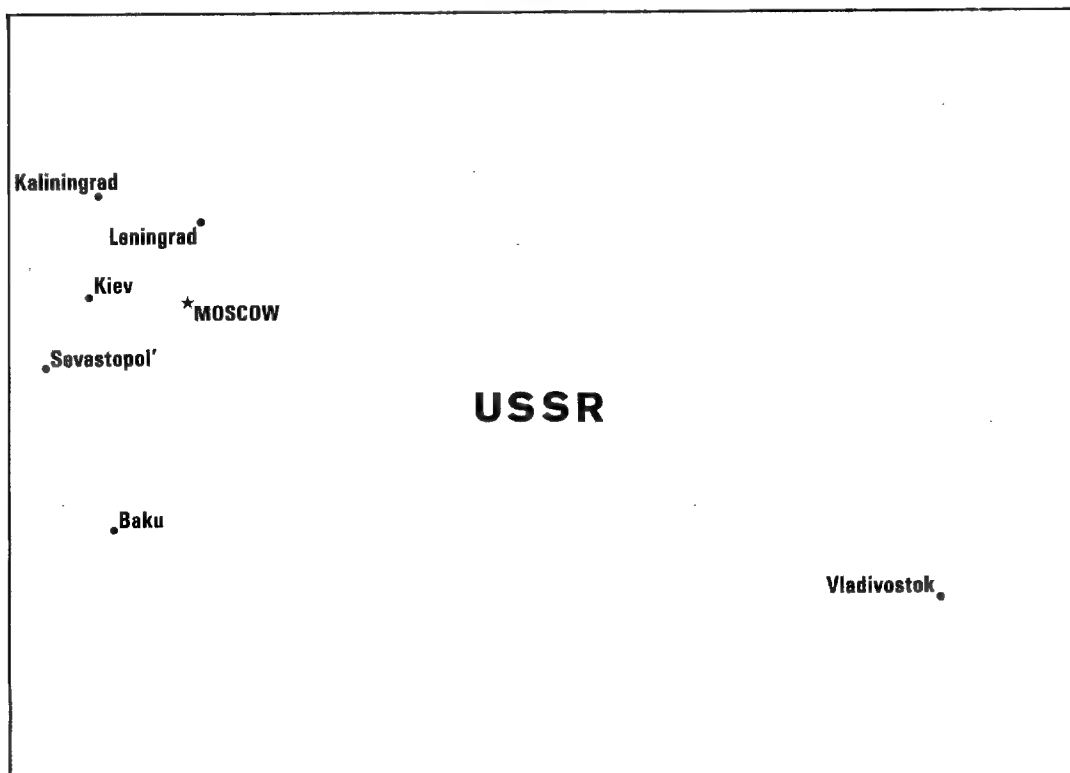 Kaliningrad
Leningrad
Kiev
MOSCOW
Sevastopol'
USSR
Baku
Vladivostok